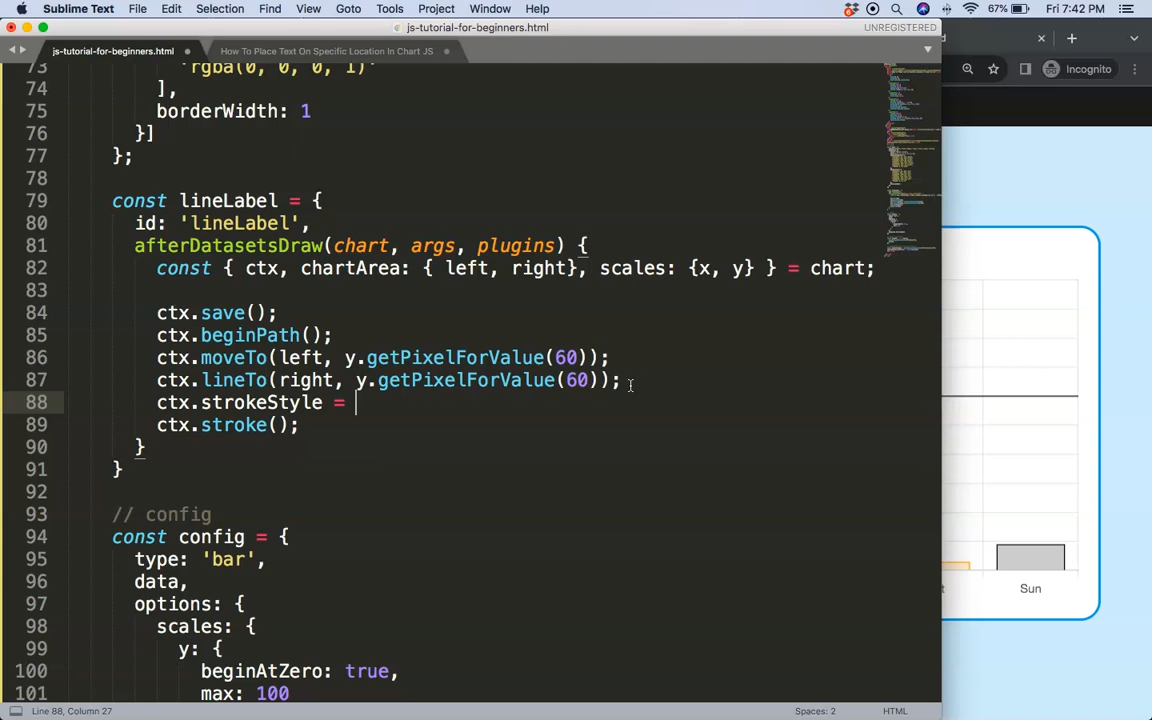 Sublime Text File Edit Selection Find View Goto Tools Project Window Help 67% Fri 7:42 PM
js-tutorial-for-beginners.html UNREGISTERED
js-tutorial-for-beginners.html How To Place Text On Specific Location In Chart JS
Incognito
73 'rgba(0, 0, 0, 1)'
74 ],
75 borderWidth: 1
76 }]
77 };
78
79 const lineLabel = {
80 id: 'lineLabel',
81 afterDatasetsDraw(chart, args, plugins) {
82 const { ctx, chartArea: { left, right}, scales: {x, y} } = chart;
83
84 ctx.save();
85 ctx.beginPath();
86 ctx.moveTo(left, y.getPixelForValue(60));
87 ctx.lineTo(right, y.getPixelForValue(60));
88 ctx.strokeStyle =
89 ctx.stroke();
90 }
91 }
92
93 // config
94 const config = {
95 type: 'bar',
96 data,
97 options: {
98 scales: {
99 y: {
100 beginAtZero: true,
101 max: 100
Sun
Line 88, Column 27 Spaces: 2 HTML